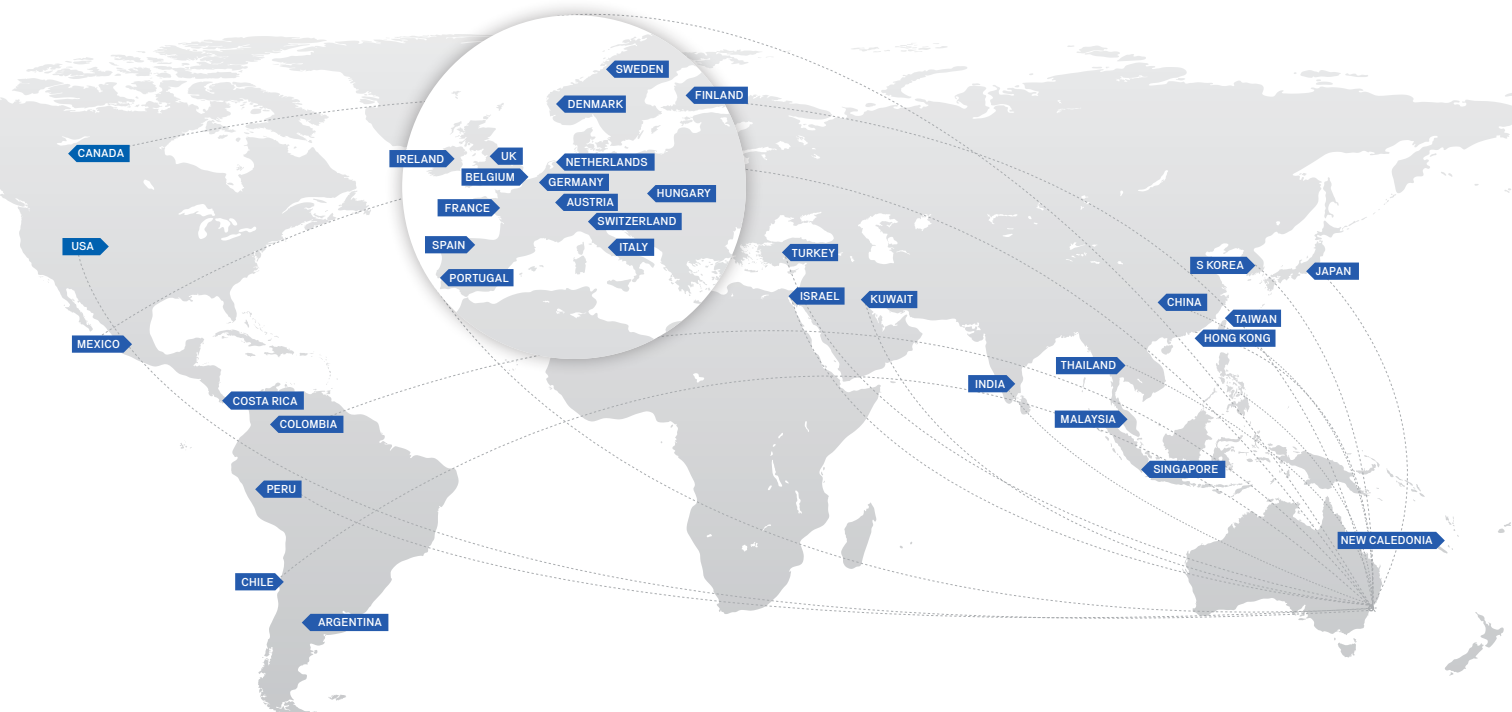 SWEDEN
FINLAND
DENMARK
CANADA
IRELAND
UK
NETHERLANDS
BELGIUM
GERMANY
HUNGARY
AUSTRIA
FRANCE
SWITZERLAND
SPAIN
ITALY
USA
PORTUGAL
TURKEY
S KOREA
JAPAN
ISRAEL
KUWAIT
CHINA
TAIWAN
HONG KONG
MEXICO
THAILAND
INDIA
COSTA RICA
COLOMBIA
MALAYSIA
SINGAPORE
PERU
NEW CALEDONIA
CHILE
ARGENTINA